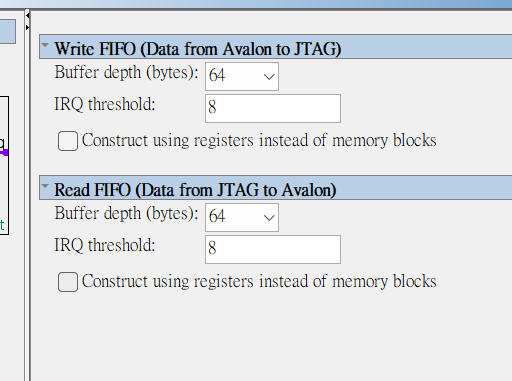 Write FIFO (Data from Avalon to JTAG)
Buffer depth (bytes): 64
IRQ threshold: 8
Construct using registers instead of memory blocks
Read FIFO (Data from JTAG to Avalon)
Buffer depth (bytes): 64
IRQ threshold: 8
Construct using registers instead of memory blocks